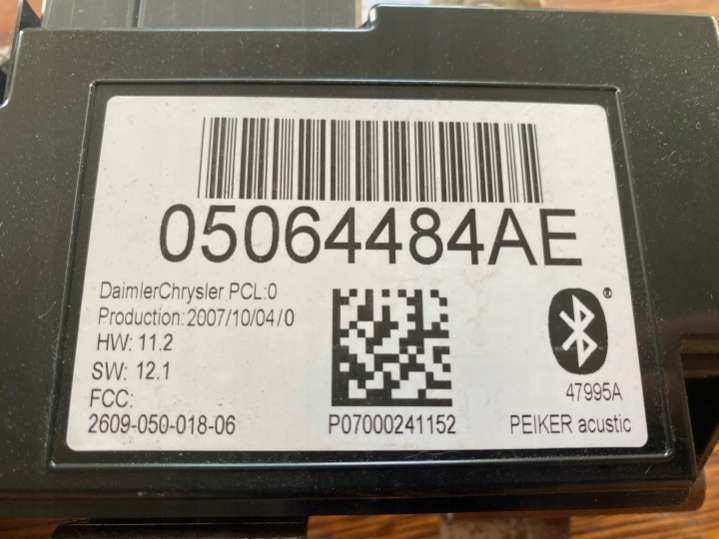 05064484AE
DaimlerChrysler PCL:0
Production: 2007/10/04/0
HW: 11.2
SW: 12.1
FCC:
2609-050-018-06
P07000241152
®
47995A
PEIKER acustic